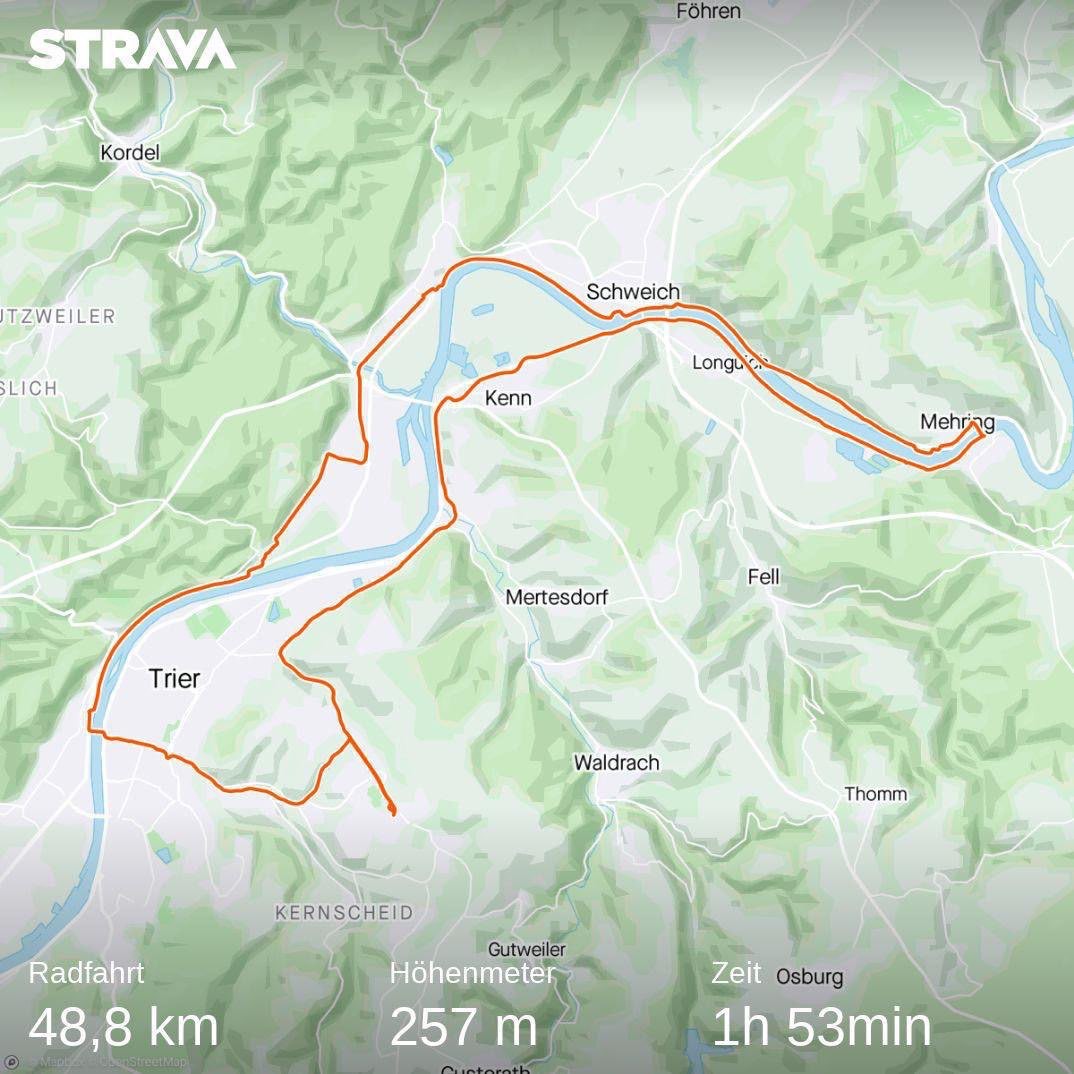 Föhren
STRAVA
Kordel
Schweich
UTZWEILER
Longuich
SLICH
Kenn
Mehring
Fell
Mertesdorf
Trier
Waldrach
Thomm
KERNSCHEID
Gutweiler
Radfahrt
Höhenmeter
Zeit
Osburg
48,8 km
257 m
1h 53min
© Mapbox © OpenStreetMap
Gusterath